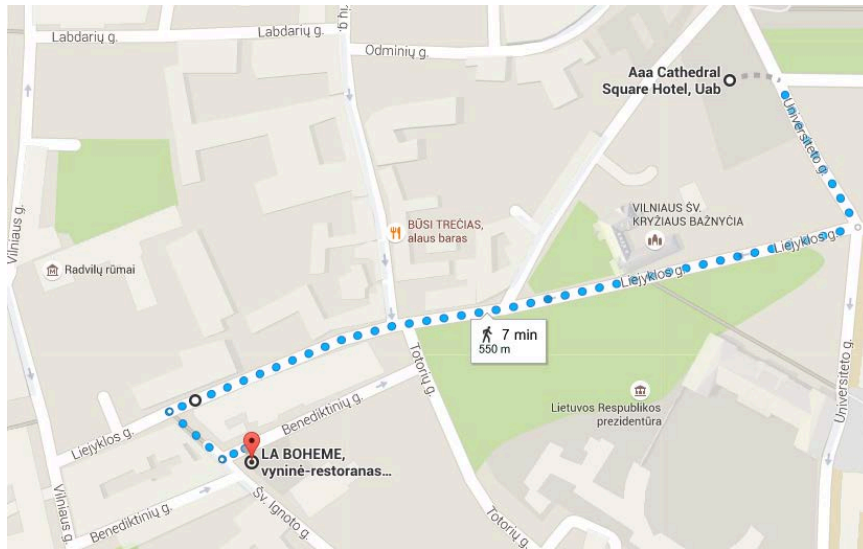 Labdarių g.
Labdarių g.
ių g.
Odminių g.
Aaa Cathedral
Square Hotel, Uab
Universiteto g.
Vilniaus g.
BŪSI TREČIAS,
alaus baras
VILNIAUS ŠV.
KRYŽIAUS BAŽNYČIA
Radvilų rūmai
Liejyklos g.
Liejyklos g.
7 min
550 m
Totorių g.
Lietuvos Respublikos
prezidentūra
Universiteto g.
Liejyklos g.
Benediktinių g.
LA BOHEME,
vyninė-restoranas...
Vilniaus g.
Benediktinių g.
Šv. Ignoto g.